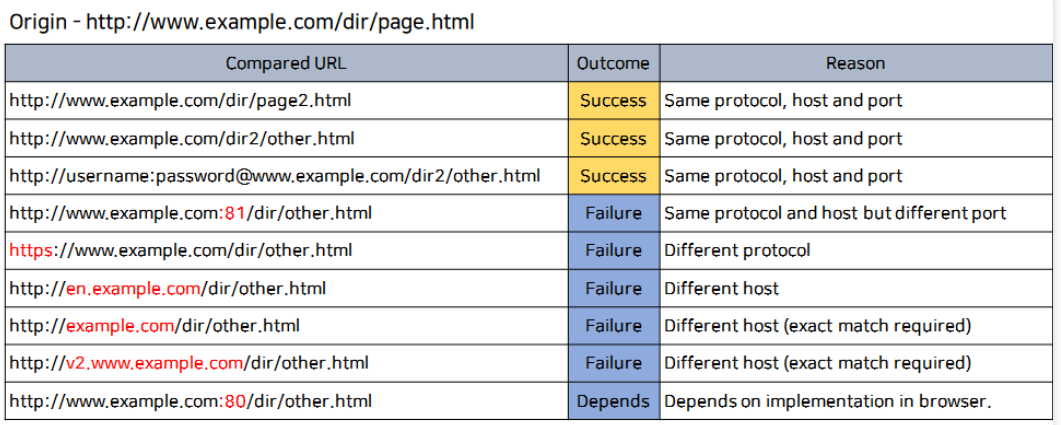 Origin - http://www.example.com/dir/page.html
Compared URL Outcome Reason
http://www.example.com/dir/page2.html Success Same protocol, host and port
http://www.example.com/dir2/other.html Success Same protocol, host and port
http://username:password@www.example.com/dir2/other.html Success Same protocol, host and port
http://www.example.com:81/dir/other.html Failure Same protocol and host but different port
https://www.example.com/dir/other.html Failure Different protocol
http://en.example.com/dir/other.html Failure Different host
http://example.com/dir/other.html Failure Different host (exact match required)
http://v2.www.example.com/dir/other.html Failure Different host (exact match required)
http://www.example.com:80/dir/other.html Depends Depends on implementation in browser.